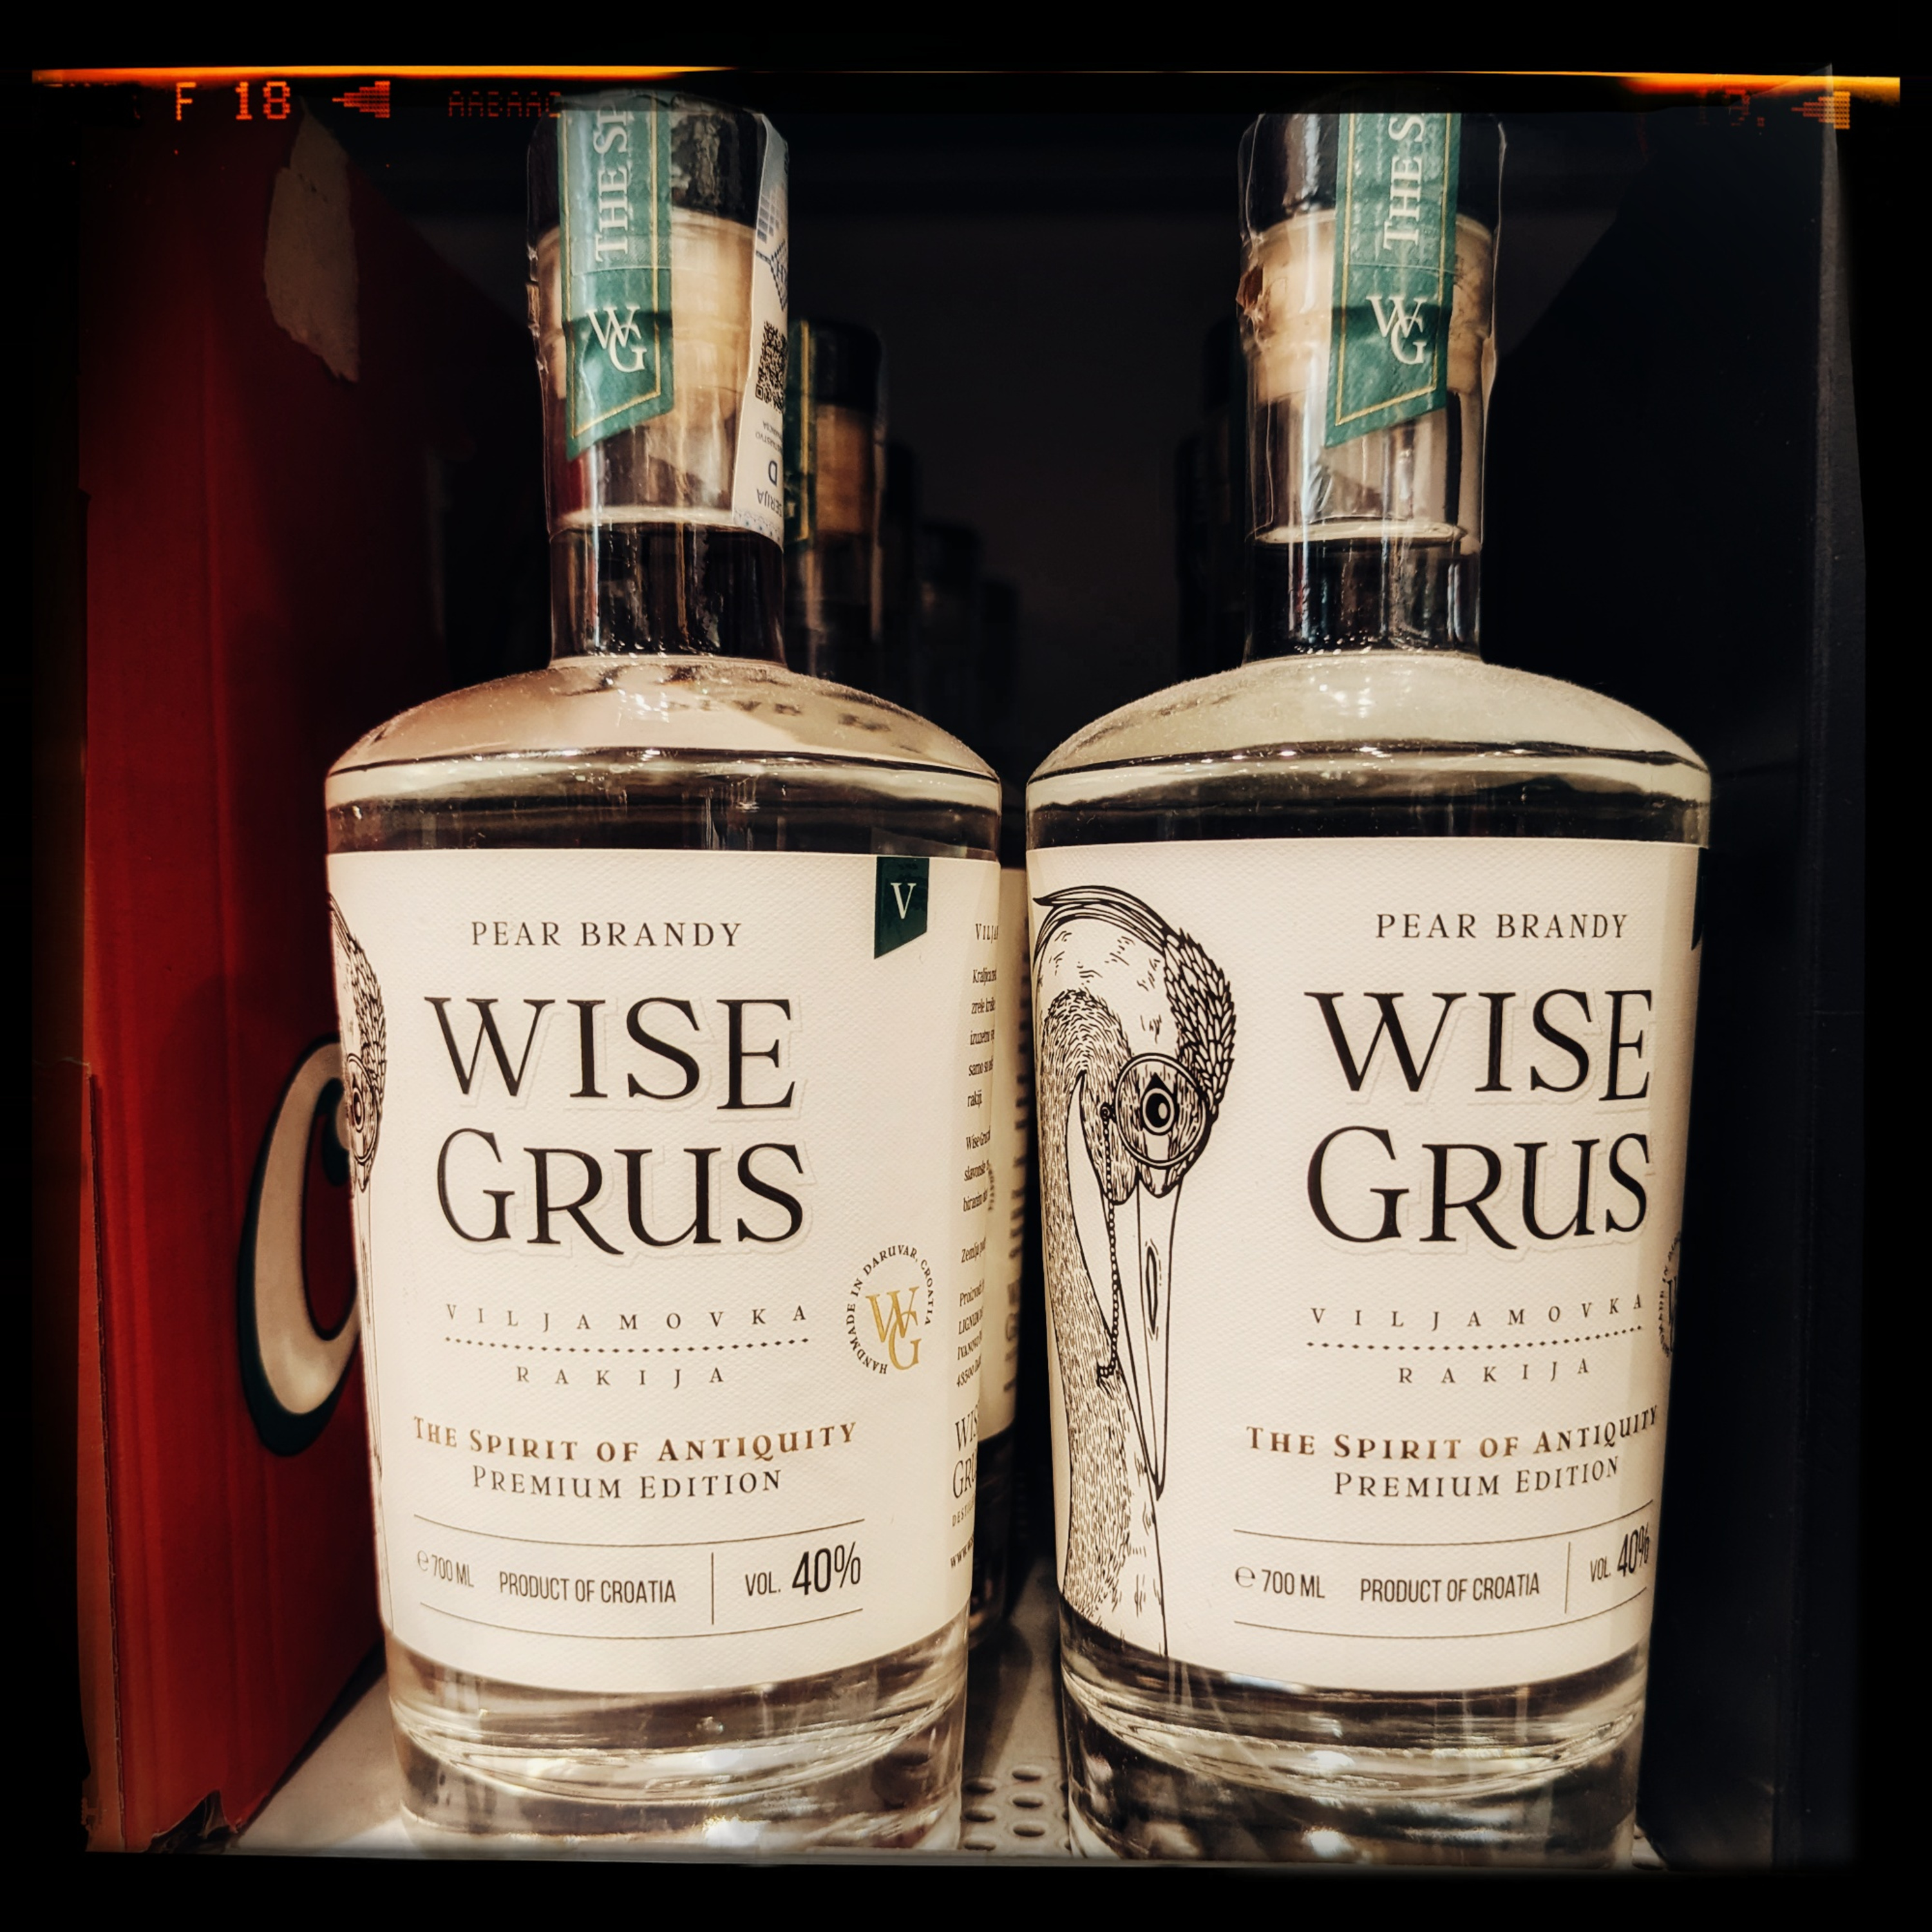 F 18
THE SP
WG
SERIJA
D
V
PEAR BRANDY
WISE
GRUS
VILJAMOVKA
RAKIJA
HANDMADE IN DARUVAR, CROATIA
WG
THE SPIRIT OF ANTIQUITY
PREMIUM EDITION
℮ 700 ML PRODUCT OF CROATIA VOL. 40%
THE S
WG
PEAR BRANDY
WISE
GRUS
VILJAMOVKA
RAKIJA
THE SPIRIT OF ANTIQUITY
PREMIUM EDITION
℮ 700 ML PRODUCT OF CROATIA VOL. 40%